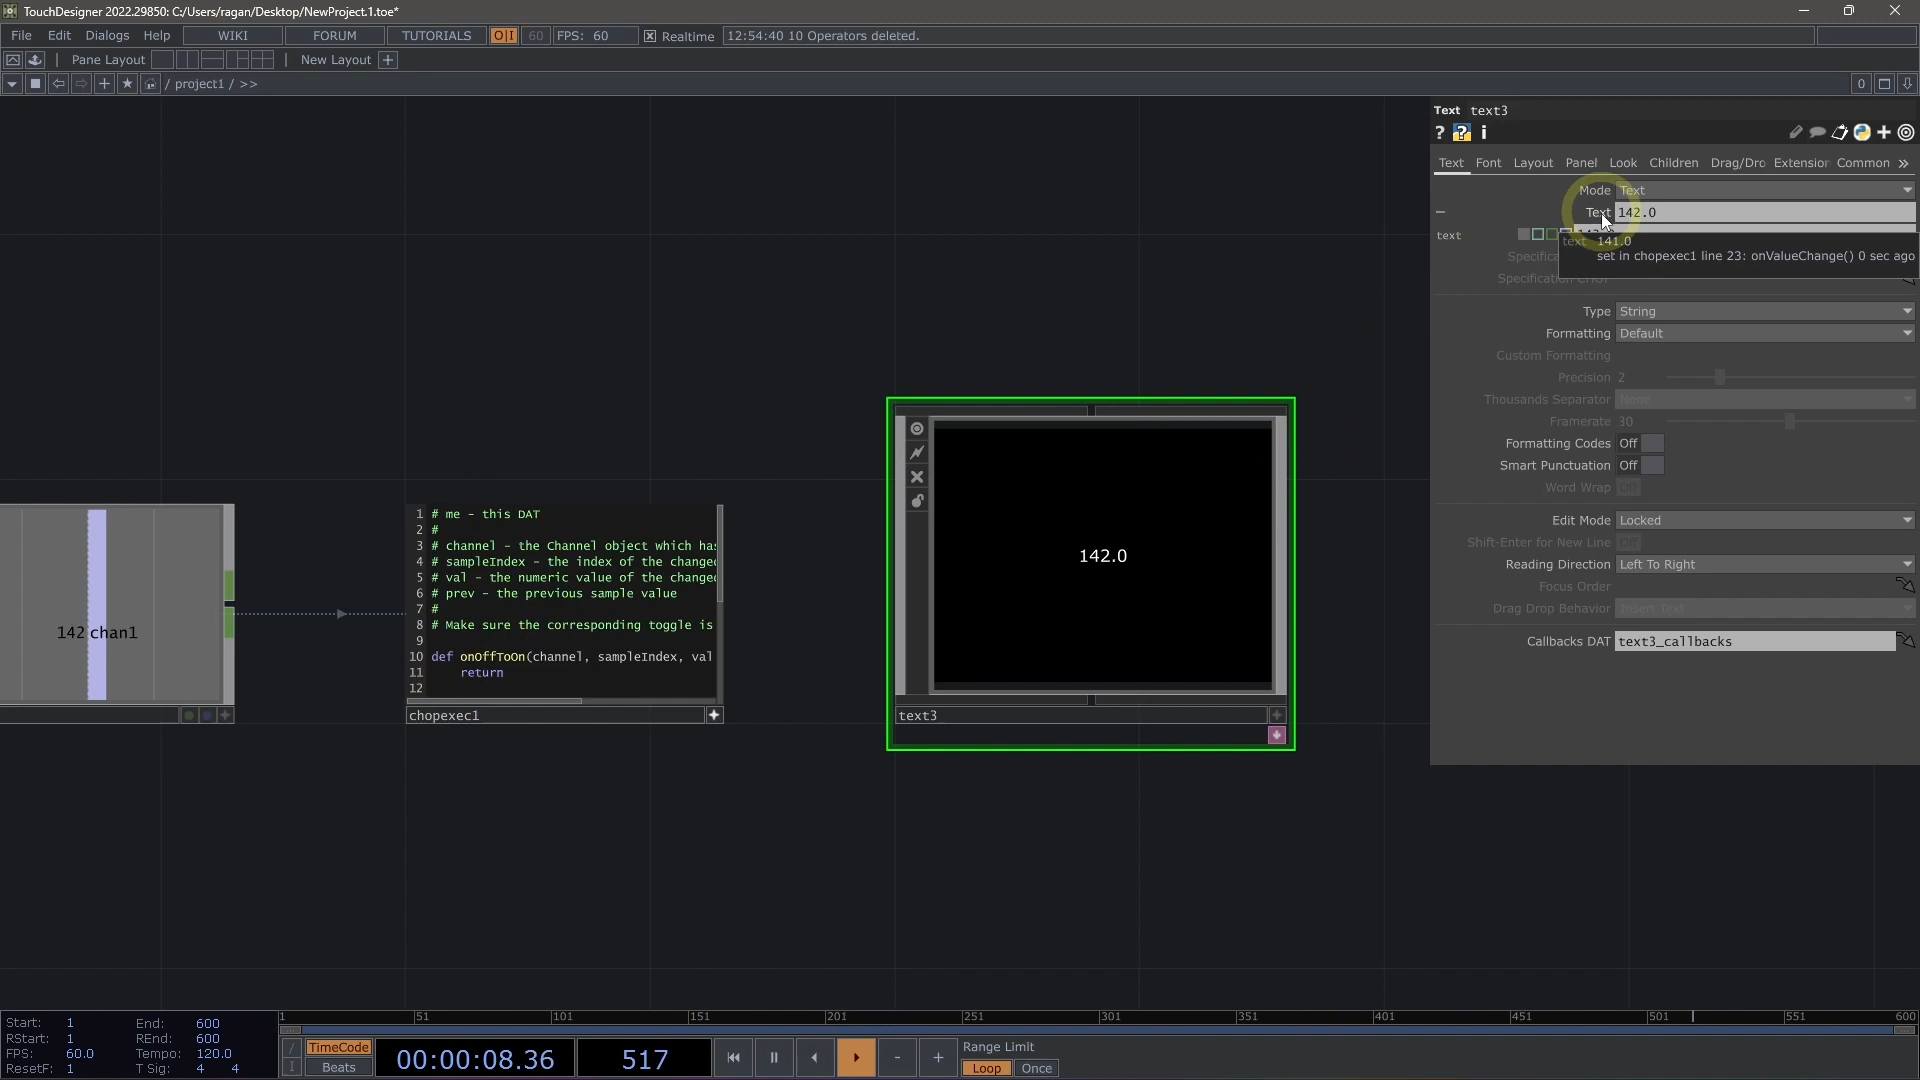 TouchDesigner 2022.29850: C:/Users/ragan/Desktop/NewProject.1.toe*
File Edit Dialogs Help WIKI FORUM TUTORIALS O|I 60 FPS: 60 Realtime 12:54:40 10 Operators deleted.
Pane Layout New Layout +
/ project1 / >> 0
Text text3
? ? i
Text Font Layout Panel Look Children Drag/Dro Extension Common
Mode Text
Text 142.0
text
text 141.0
set in chopexec1 line 23: onValueChange() 0 sec ago
Type String
Formatting Default
Custom Formatting
Precision 2
Thousands Separator None
Framerate 30
Formatting Codes Off
Smart Punctuation Off
Word Wrap Off
Edit Mode Locked
Shift-Enter for New Line Off
Reading Direction Left To Right
Focus Order
Drag Drop Behavior Insert Text
Callbacks DAT text3_callbacks
142 chan1
1 # me - this DAT
2 #
3 # channel - the Channel object which has
4 # sampleIndex - the index of the changed
5 # val - the numeric value of the changed
6 # prev - the previous sample value
7 #
8 # Make sure the corresponding toggle is
9
10 def onOffToOn(channel, sampleIndex, val
11 return
12
chopexec1
142.0
text3
Start: 1 End: 600
RStart: 1 REnd: 600
FPS: 60.0 Tempo: 120.0
ResetF: 1 T Sig: 4 4
1 51 101 151 201 251 301 351 401 451 501 551 600
TimeCode
Beats
00:00:08.36 517
- +
Range Limit
Loop Once